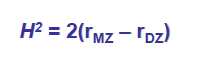 H² = 2(rMZ – rDZ)